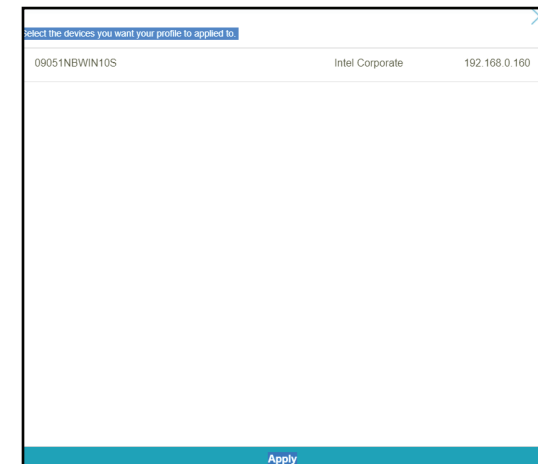 Select the devices you want your profile to applied to.
09051NBWIN10S Intel Corporate 192.168.0.160
Apply